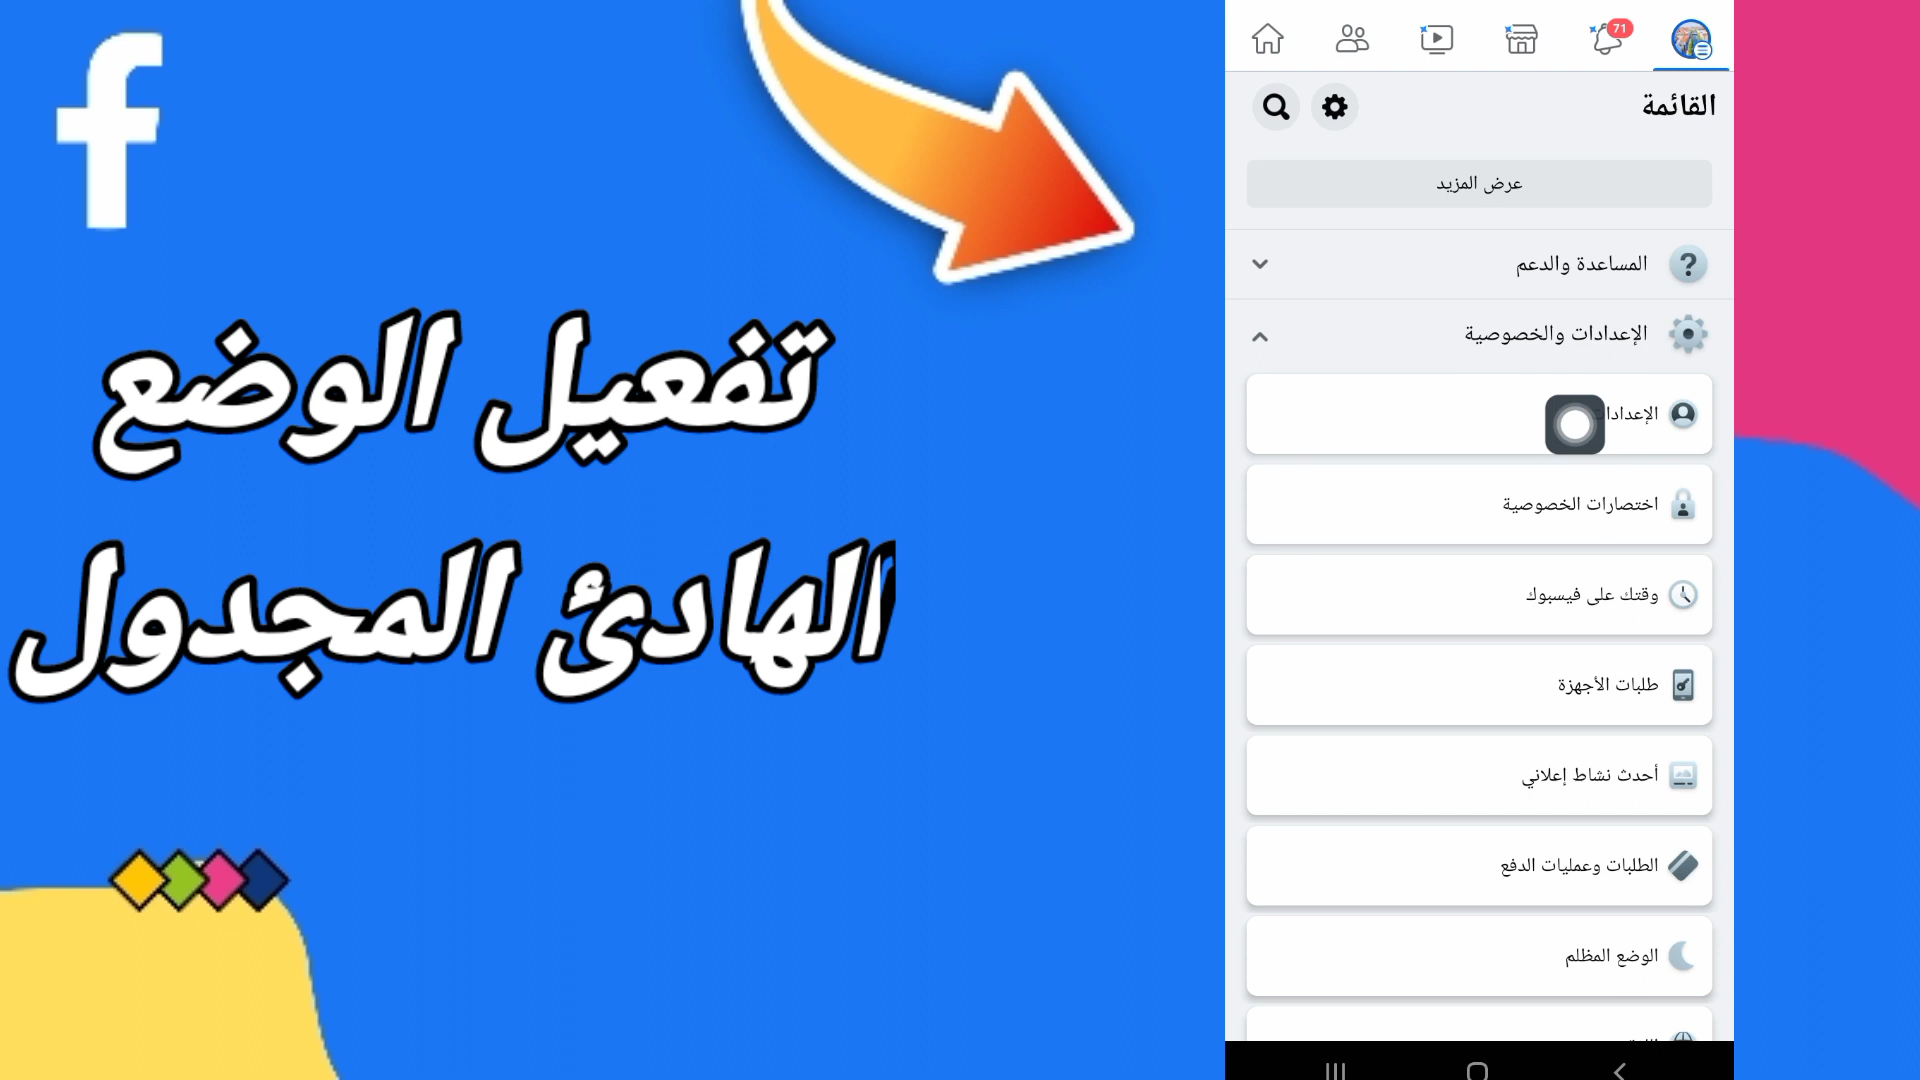 تفعيل الوضع
الهادئ المجدول
71
القائمة
عرض المزيد
المساعدة والدعم
الإعدادات والخصوصية
الإعدادات
اختصارات الخصوصية
وقتك على فيسبوك
طلبات الأجهزة
أحدث نشاط إعلاني
الطلبات وعمليات الدفع
الوضع المظلم